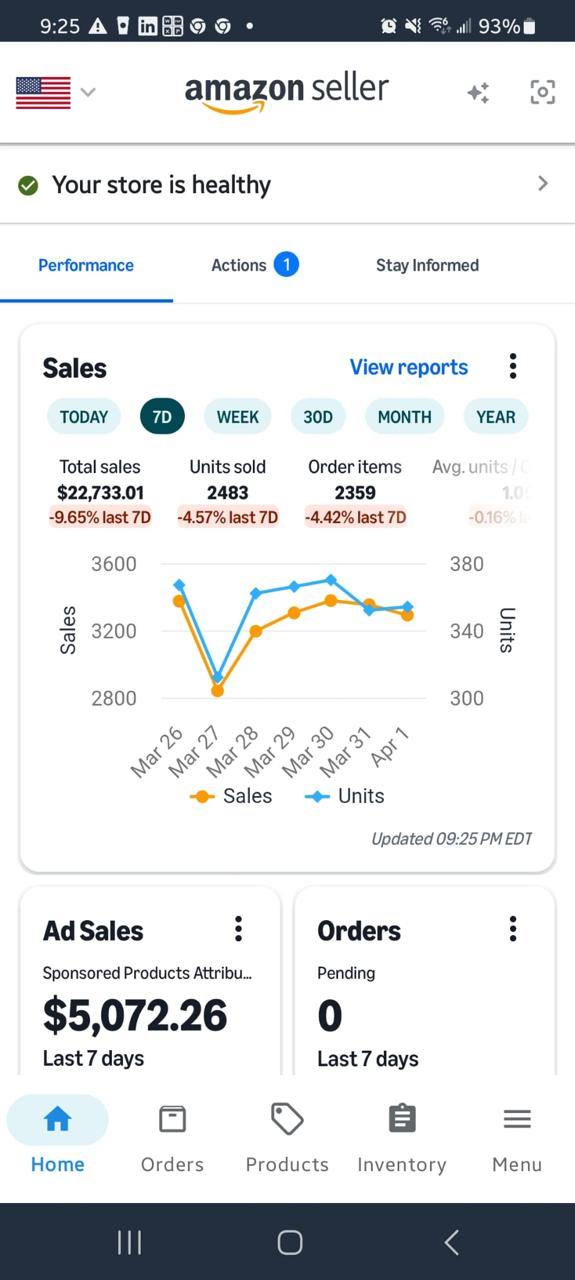 9:25 93%
amazon seller
Your store is healthy
Performance Actions 1 Stay Informed
Sales View reports
TODAY 7D WEEK 30D MONTH YEAR
Total sales Units sold Order items Avg. units /
$22,733.01 2483 2359
-9.65% last 7D -4.57% last 7D -4.42% last 7D -0.16%
3600 380
3200 340
2800 300
Sales
Units
Mar 26 Mar 27 Mar 28 Mar 29 Mar 30 Mar 31 Apr 1
Sales Units
Updated 09:25 PM EDT
Ad Sales
Sponsored Products Attribu...
$5,072.26
Last 7 days
Orders
Pending
0
Last 7 days
Home Orders Products Inventory Menu